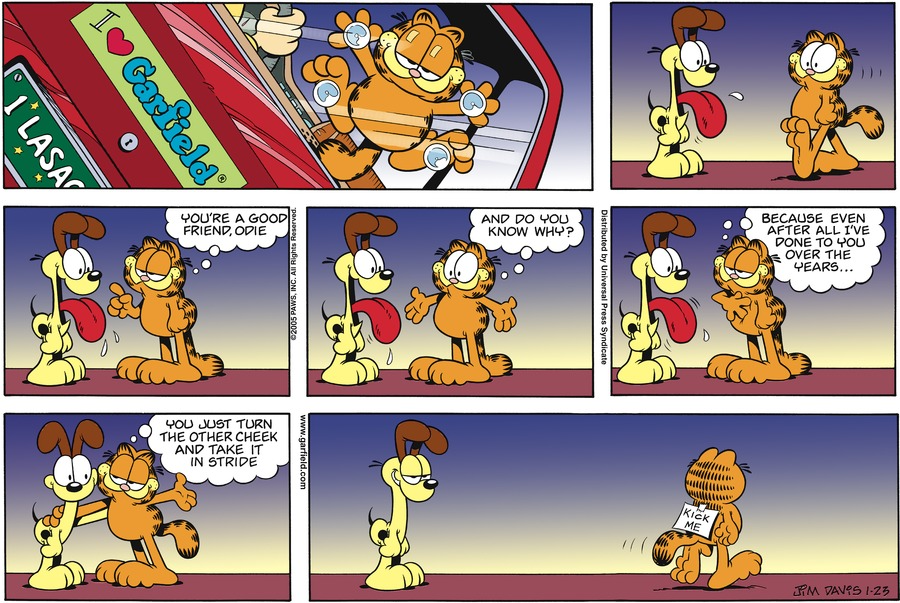 I
♥
Garfield®
I LASAG
YOU'RE A GOOD
FRIEND, ODIE
©2005 PAWS, INC. All Rights Reserved.
AND DO YOU
KNOW WHY?
Distributed by Universal Press Syndicate
BECAUSE EVEN
AFTER ALL I'VE
DONE TO YOU
OVER THE
YEARS...
YOU JUST TURN
THE OTHER CHEEK
AND TAKE IT
IN STRIDE
www.garfield.com
KICK
ME
JIM DAVIS 1-23